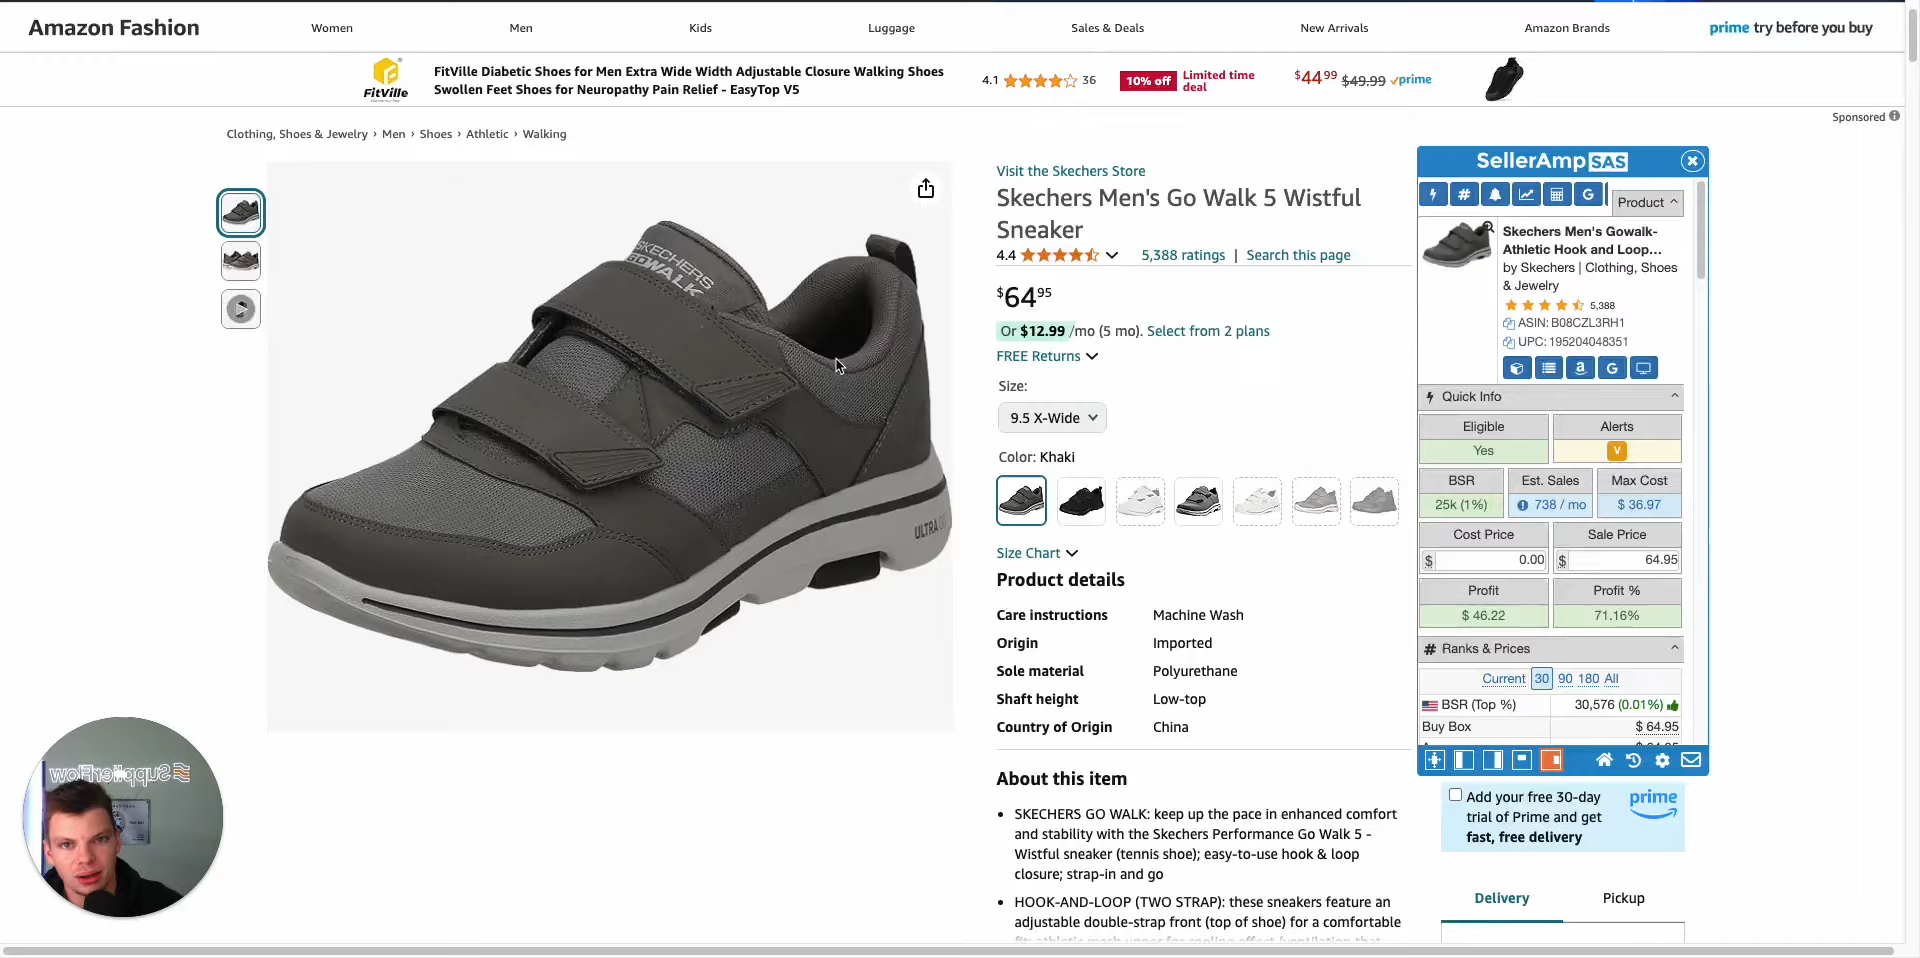 Amazon Fashion
Women
Men
Kids
Luggage
Sales & Deals
New Arrivals
Amazon Brands
prime try before you buy
FitVille
FitVille Diabetic Shoes for Men Extra Wide Width Adjustable Closure Walking Shoes
Swollen Feet Shoes for Neuropathy Pain Relief - EasyTop V5
4.1
36
10% off
Limited time
deal
$44.99 $49.99 prime
Sponsored
Clothing, Shoes & Jewelry › Men › Shoes › Athletic › Walking
SKECHERS
GOWALK
ULTRA GO
Visit the Skechers Store
Skechers Men's Go Walk 5 Wistful
Sneaker
4.4
5,388 ratings | Search this page
$64.95
Or $12.99 /mo (5 mo). Select from 2 plans
FREE Returns
Size:
9.5 X-Wide
Color: Khaki
Size Chart
Product details
Care instructions Machine Wash
Origin Imported
Sole material Polyurethane
Shaft height Low-top
Country of Origin China
About this item
• SKECHERS GO WALK: keep up the pace in enhanced comfort
and stability with the Skechers Performance Go Walk 5 -
Wistful sneaker (tennis shoe); easy-to-use hook & loop
closure; strap-in and go
• HOOK-AND-LOOP (TWO STRAP): these sneakers feature an
adjustable double-strap front (top of shoe) for a comfortable
SellerAmp SAS
Product
Skechers Men's Gowalk-
Athletic Hook and Loop...
by Skechers | Clothing, Shoes
& Jewelry
5,388
ASIN: B08CZL3RH1
UPC: 195204048351
Quick Info
Eligible
Alerts
Yes
V
BSR
Est. Sales
Max Cost
25k (1%)
738 / mo
$ 36.97
Cost Price
Sale Price
$ 0.00
$ 64.95
Profit
Profit %
$ 46.22
71.16%
# Ranks & Prices
Current 30 90 180 All
BSR (Top %) 30,576 (0.01%)
Buy Box $ 64.95
Add your free 30-day
trial of Prime and get
fast, free delivery
prime
Delivery
Pickup
SupplierFlow